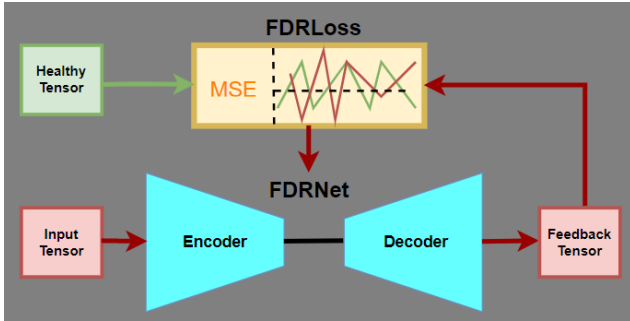 FDRLoss
Healthy
Tensor
MSE
FDRNet
Input
Tensor
Encoder
Decoder
Feedback
Tensor